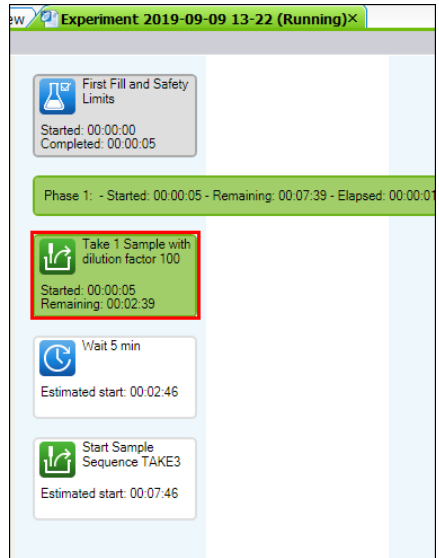 ew
Experiment 2019-09-09 13-22 (Running)×
First Fill and Safety
Limits
Started: 00:00:00
Completed: 00:00:05
Phase 1: - Started: 00:00:05 - Remaining: 00:07:39 - Elapsed: 00:00:01
Take 1 Sample with
dilution factor 100
Started: 00:00:05
Remaining: 00:02:39
Wait 5 min
Estimated start: 00:02:46
Start Sample
Sequence TAKE3
Estimated start: 00:07:46